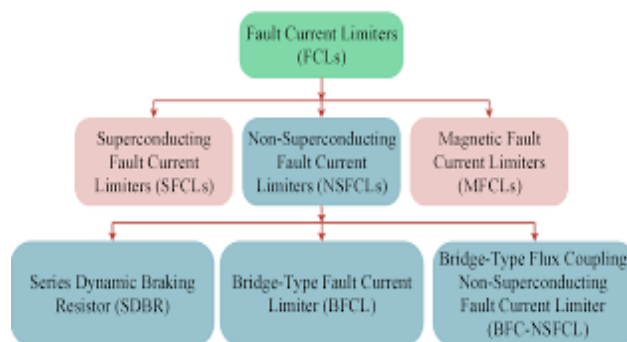 Fault Current Limiters
(FCLs)
Superconducting
Fault Current
Limiters (SFCLs)
Non-Superconducting
Fault Current
Limiters (NSFCLs)
Magnetic Fault
Current Limiters
(MFCLs)
Series Dynamic Braking
Resistor (SDBR)
Bridge-Type Fault Current
Limiter (BFCL)
Bridge-Type Flux Coupling
Non-Superconducting
Fault Current Limiter
(BFC-NSFCL)